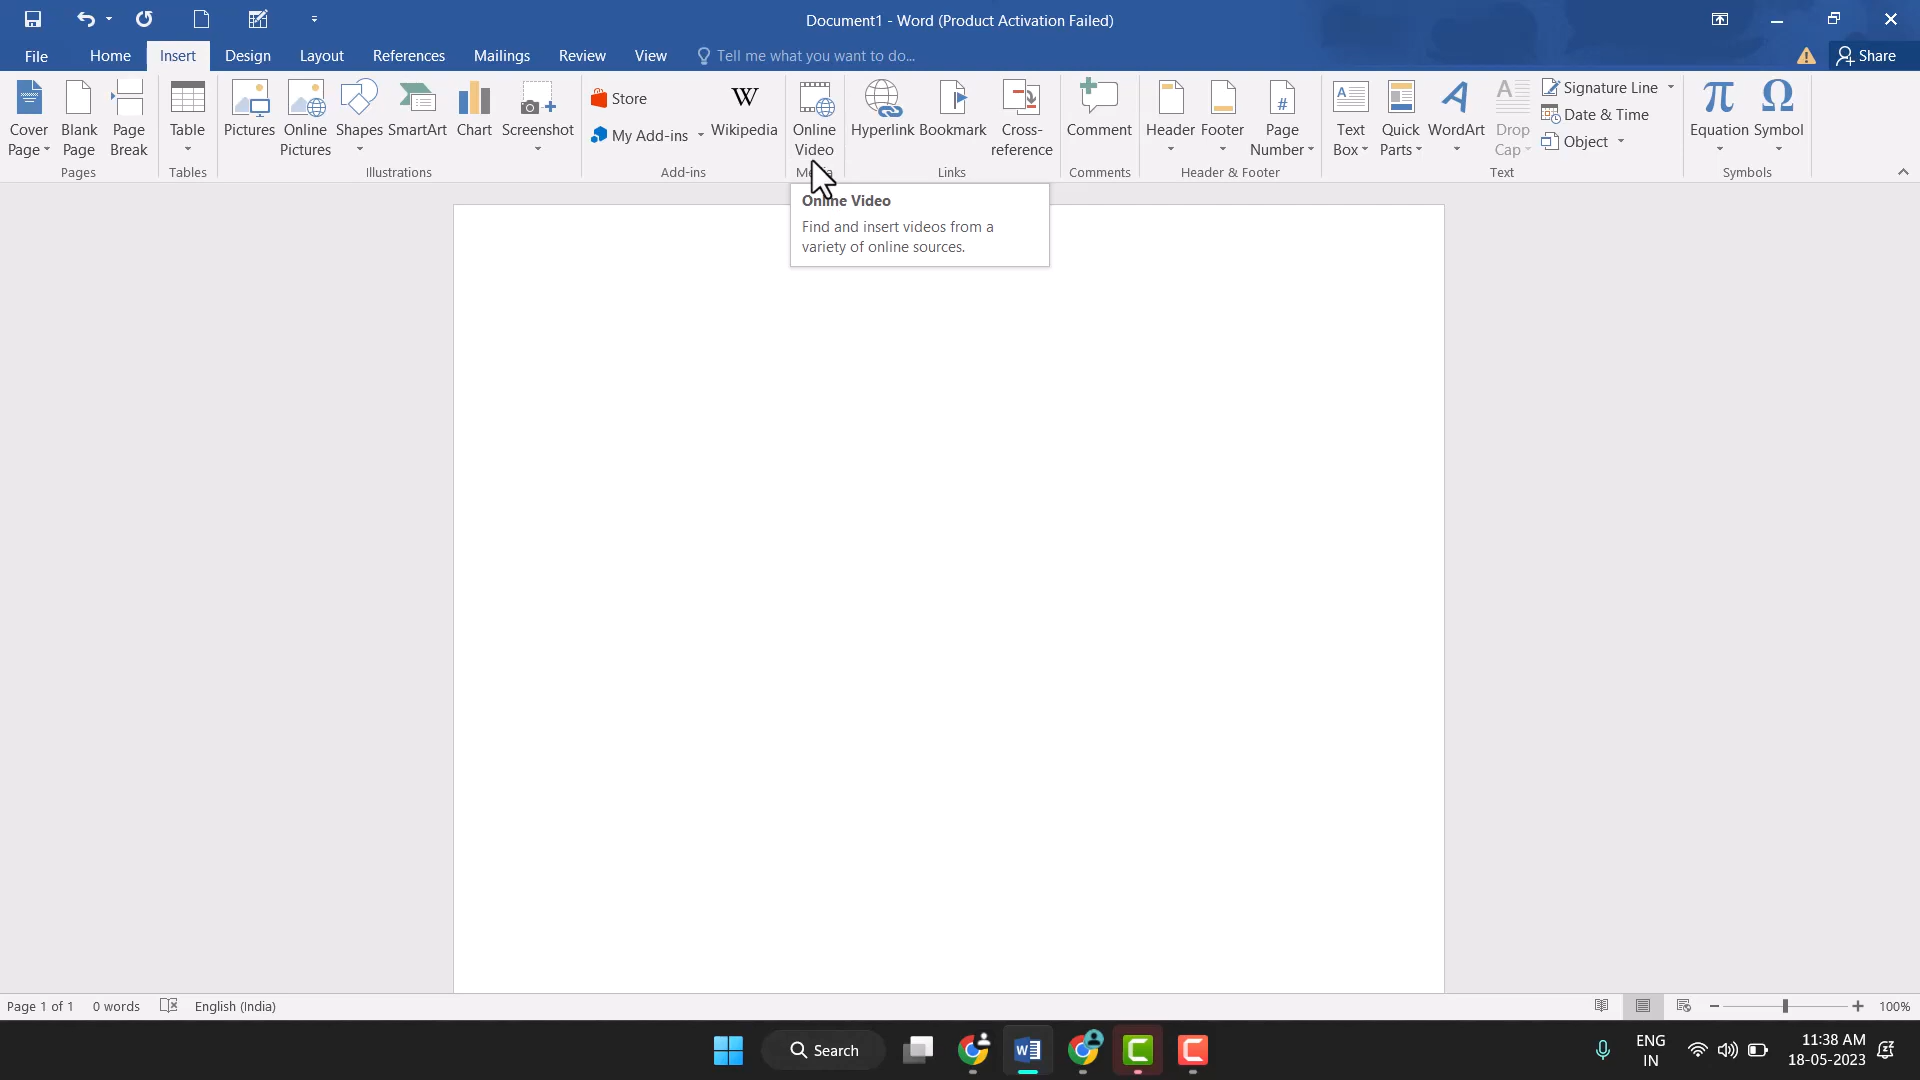 Document1 - Word (Product Activation Failed)
File Home Insert Design Layout References Mailings Review View Tell me what you want to do... Share
Cover Page
Blank Page
Page Break
Pages
Table
Tables
Pictures
Online Pictures
Shapes
SmartArt
Chart
Screenshot
Illustrations
Store
My Add-ins
Wikipedia
Add-ins
Online Video
Hyperlink
Bookmark
Cross-reference
Links
Comment
Comments
Header
Footer
Page Number
Header & Footer
Text Box
Quick Parts
WordArt
Drop Cap
Signature Line
Date & Time
Object
Text
Equation
Symbol
Symbols
Online Video
Find and insert videos from a
variety of online sources.
Page 1 of 1 0 words English (India) 100%
Search
ENG
IN
11:38 AM
18-05-2023